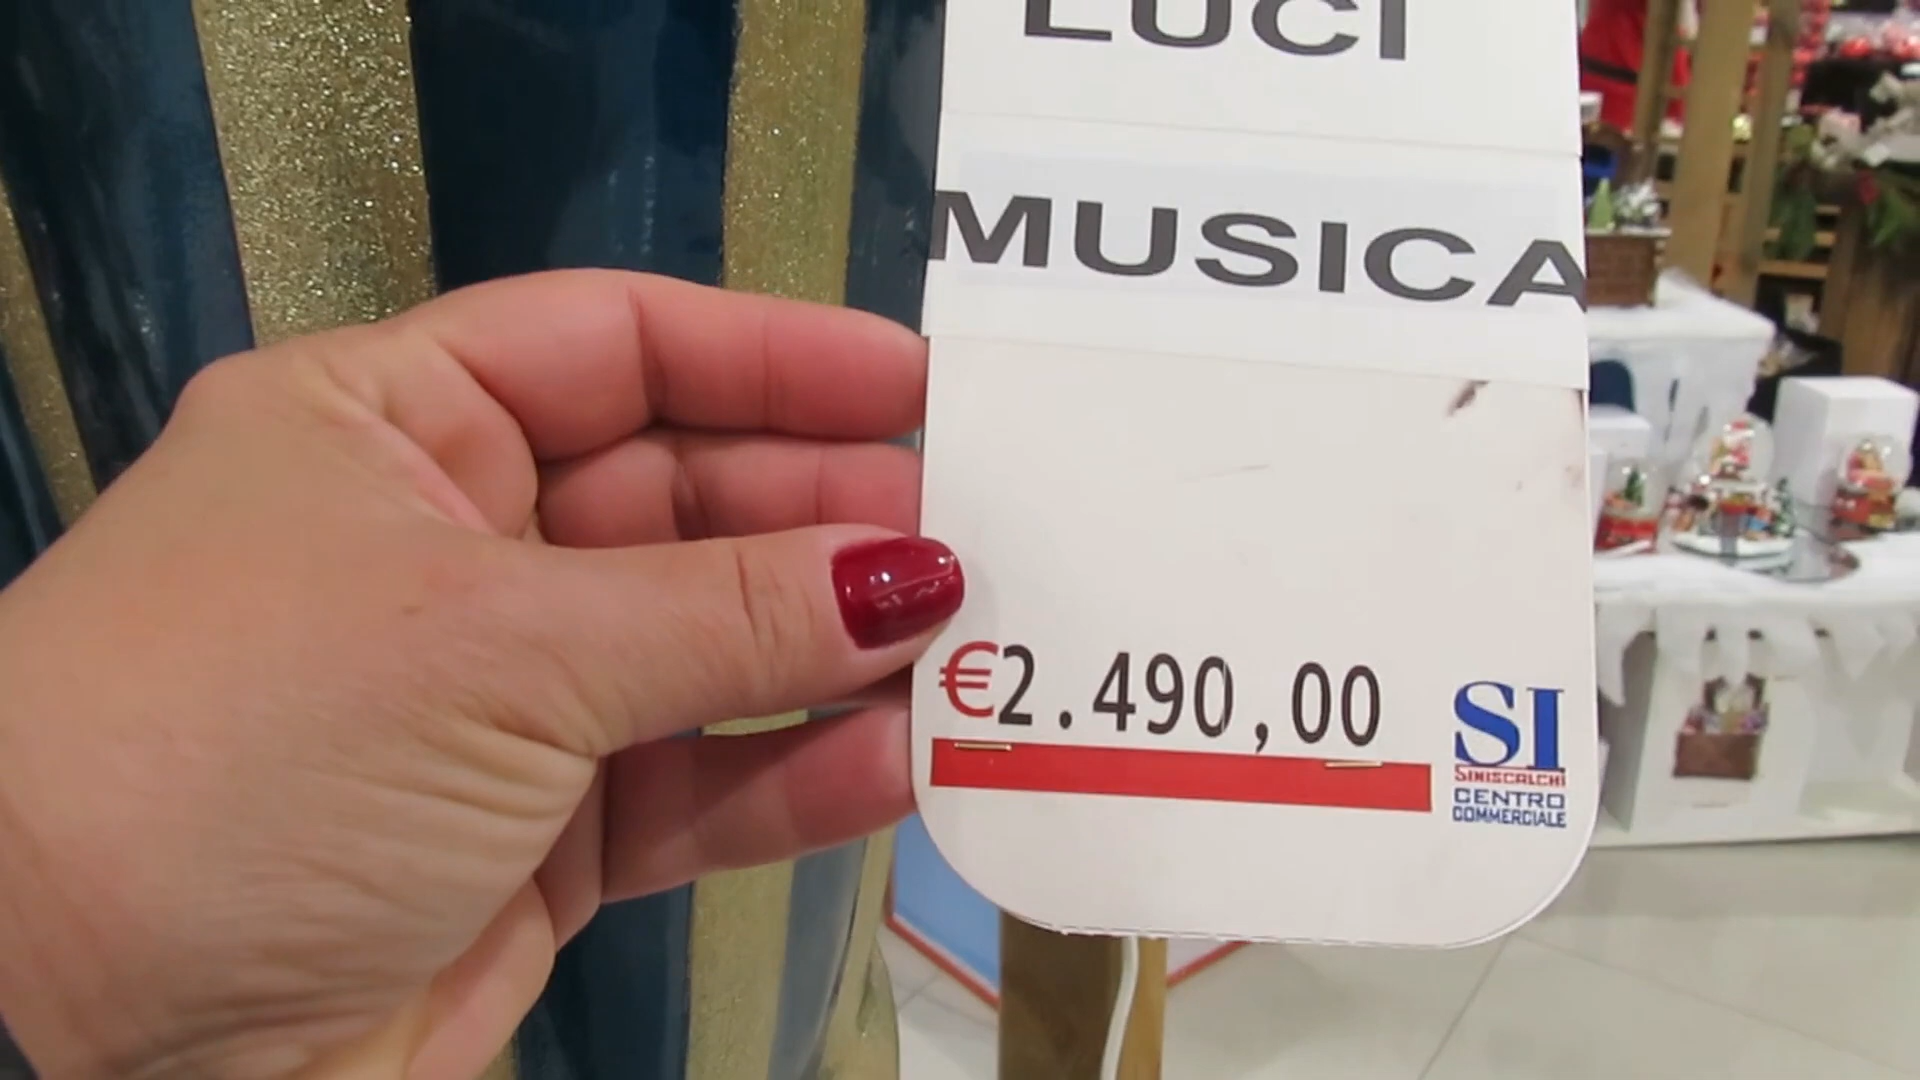 LUCI
MUSICA
€2.490,00
SI
SINISCALCHI
CENTRO
COMMERCIALE